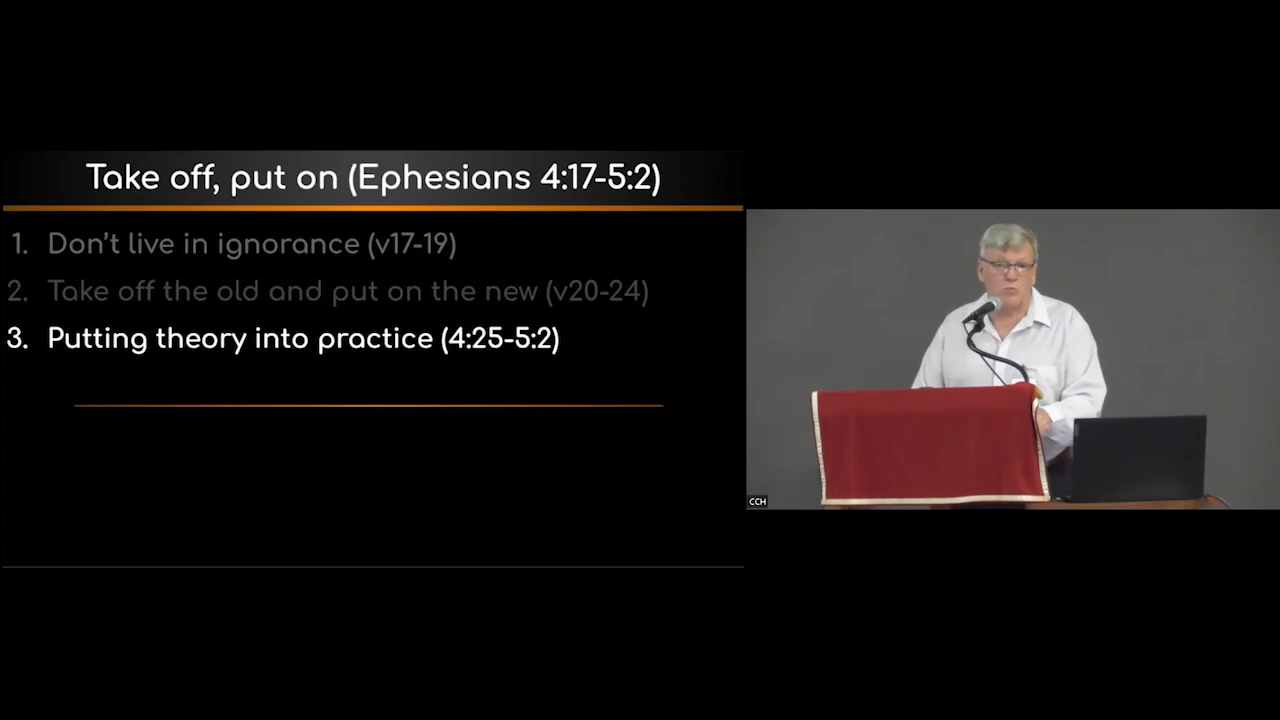 Take off, put on (Ephesians 4:17-5:2)
1. Don't live in ignorance (v17-19)
2. Take off the old and put on the new (v20-24)
3. Putting theory into practice (4:25-5:2)
CCH